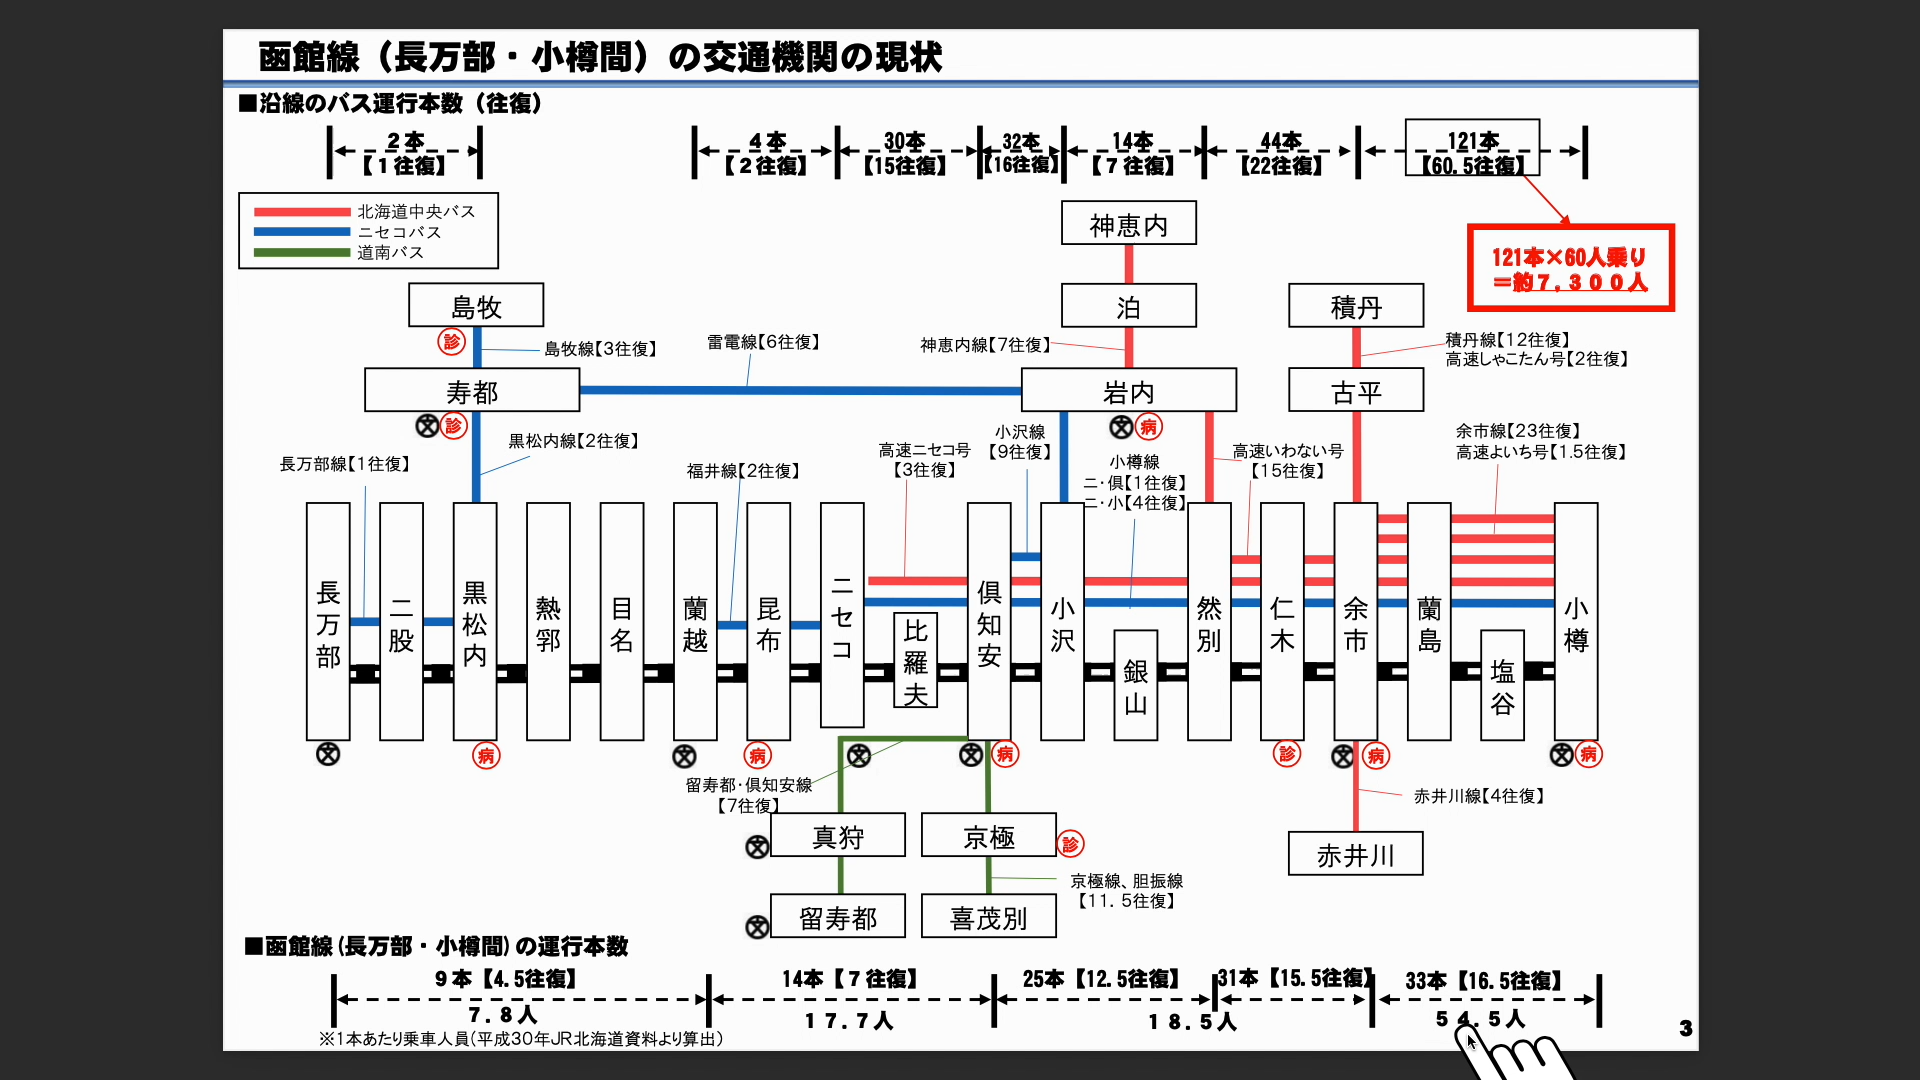 函館線（長万部・小樽間）の交通機関の現状
■沿線のバス運行本数（往復）
2本
【1往復】
4本
【2往復】
30本
【15往復】
32本
【16往復】
14本
【7往復】
44本
【22往復】
121本
【60.5往復】
北海道中央バス
ニセコバス
道南バス
121本×60人乗り
＝約7,300人
神恵内
島牧
泊
積丹
診
島牧線【3往復】
雷電線【6往復】
神恵内線【7往復】
積丹線【12往復】
高速しゃこたん号【2往復】
寿都
岩内
古平
文
診
文
病
黒松内線【2往復】
長万部線【1往復】
福井線【2往復】
高速ニセコ号
【3往復】
小沢線
【9往復】
小樽線
ニ・倶【1往復】
ニ・小【4往復】
高速いわない号
【15往復】
余市線【23往復】
高速よいち号【1.5往復】
長万部
二股
黒松内
熱郛
目名
蘭越
昆布
ニセコ
比羅夫
倶知安
小沢
銀山
然別
仁木
余市
蘭島
塩谷
小樽
文
病
文
病
文
文
病
診
文
病
文
病
留寿都・倶知安線
【7往復】
赤井川線【4往復】
文
真狩
京極
診
赤井川
京極線、胆振線
【11.5往復】
文
留寿都
喜茂別
■函館線(長万部・小樽間)の運行本数
9本【4.5往復】
14本【7往復】
25本【12.5往復】
31本【15.5往復】
33本【16.5往復】
7.8人
17.7人
18.5人
54.5人
※1本あたり乗車人員(平成30年JR北海道資料より算出)
3